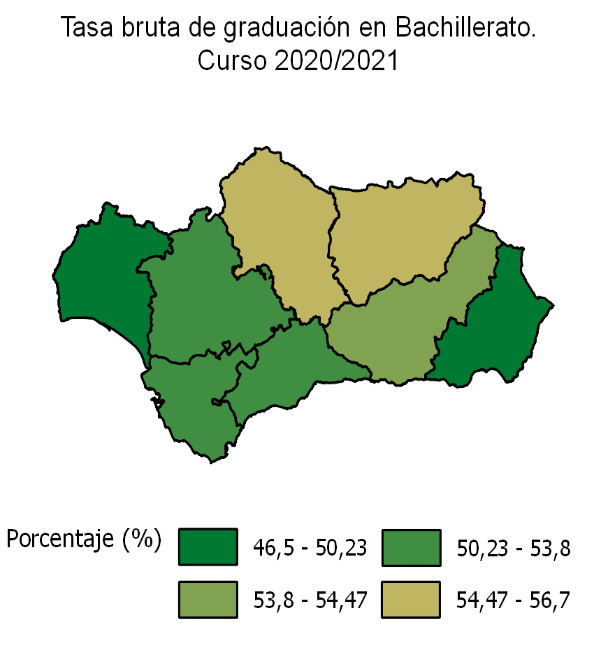 Tasa bruta de graduación en Bachillerato.
Curso 2020/2021
Porcentaje (%)
46,5 - 50,23
50,23 - 53,8
53,8 - 54,47
54,47 - 56,7